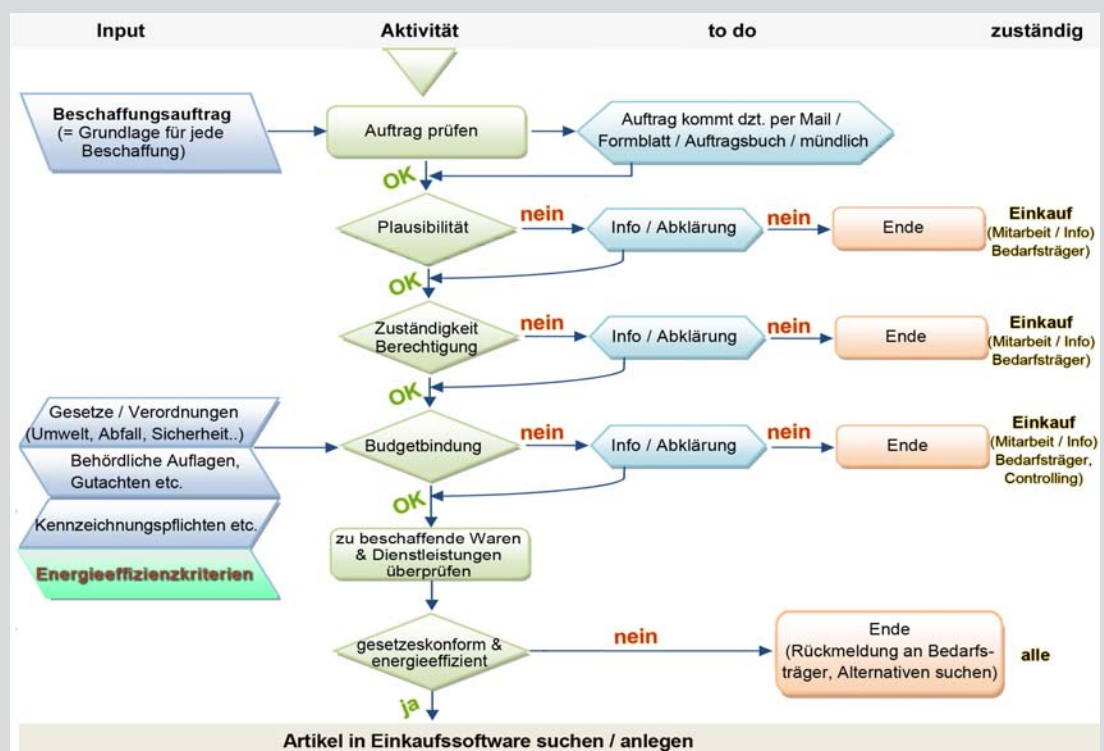 Input Aktivität to do zuständig
Beschaffungsauftrag
(= Grundlage für jede
Beschaffung)
Auftrag prüfen
Auftrag kommt dzt. per Mail /
Formblatt / Auftragsbuch / mündlich
OK
Plausibilität
nein
Info / Abklärung
nein
Ende
Einkauf
(Mitarbeit / Info)
Bedarfsträger)
OK
Zuständigkeit
Berechtigung
nein
Info / Abklärung
nein
Ende
Einkauf
(Mitarbeit / Info)
Bedarfsträger)
OK
Gesetze / Verordnungen
(Umwelt, Abfall, Sicherheit..)
Behördliche Auflagen,
Gutachten etc.
Kennzeichnungspflichten etc.
Energieeffizienzkriterien
Budgetbindung
nein
Info / Abklärung
nein
Ende
Einkauf
(Mitarbeit / Info)
Bedarfsträger,
Controlling)
OK
zu beschaffende Waren
& Dienstleistungen
überprüfen
gesetzeskonform &
energieeffizient
nein
Ende
(Rückmeldung an Bedarfs-
träger, Alternativen suchen)
alle
ja
Artikel in Einkaufssoftware suchen / anlegen